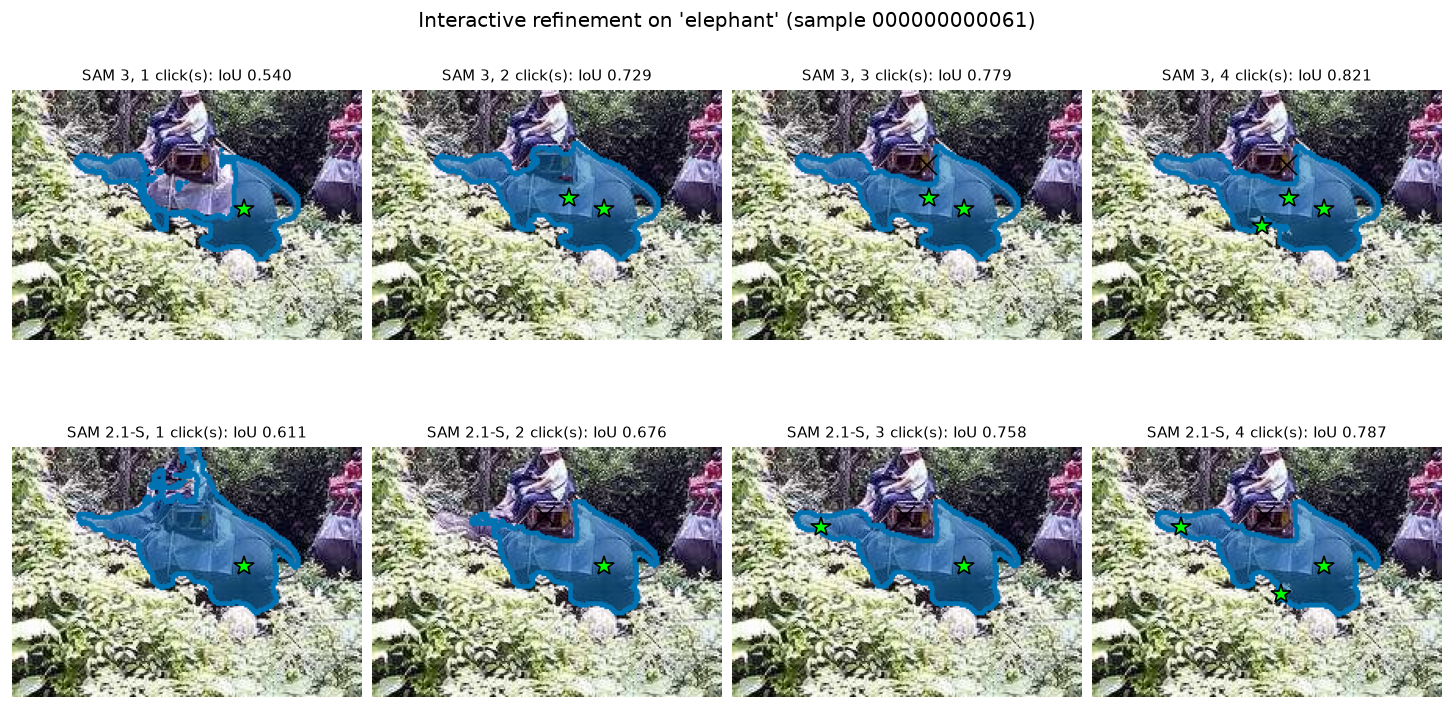 Interactive refinement on 'elephant' (sample 000000000061)
SAM 3, 1 click(s): IoU 0.540
SAM 3, 2 click(s): IoU 0.729
SAM 3, 3 click(s): IoU 0.779
SAM 3, 4 click(s): IoU 0.821
SAM 2.1-S, 1 click(s): IoU 0.611
SAM 2.1-S, 2 click(s): IoU 0.676
SAM 2.1-S, 3 click(s): IoU 0.758
SAM 2.1-S, 4 click(s): IoU 0.787